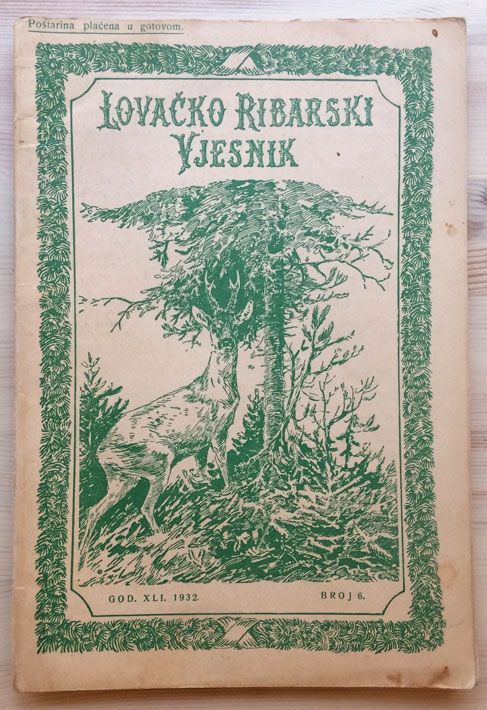 Poštarina plaćena u gotovom.
LOVAČKO RIBARSKI
VJESNIK
GOD. XLI. 1932.
BROJ 6.